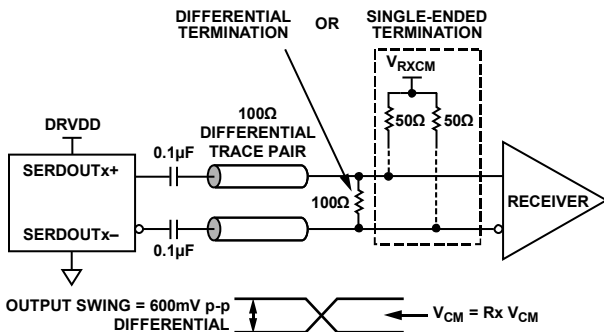 DIFFERENTIAL
TERMINATION
OR
SINGLE-ENDED
TERMINATION
VRXCM
50Ω
50Ω
100Ω
DIFFERENTIAL
TRACE PAIR
DRVDD
0.1µF
SERDOUTx+
100Ω
RECEIVER
SERDOUTx–
0.1µF
OUTPUT SWING = 600mV p-p
DIFFERENTIAL
VCM = Rx VCM